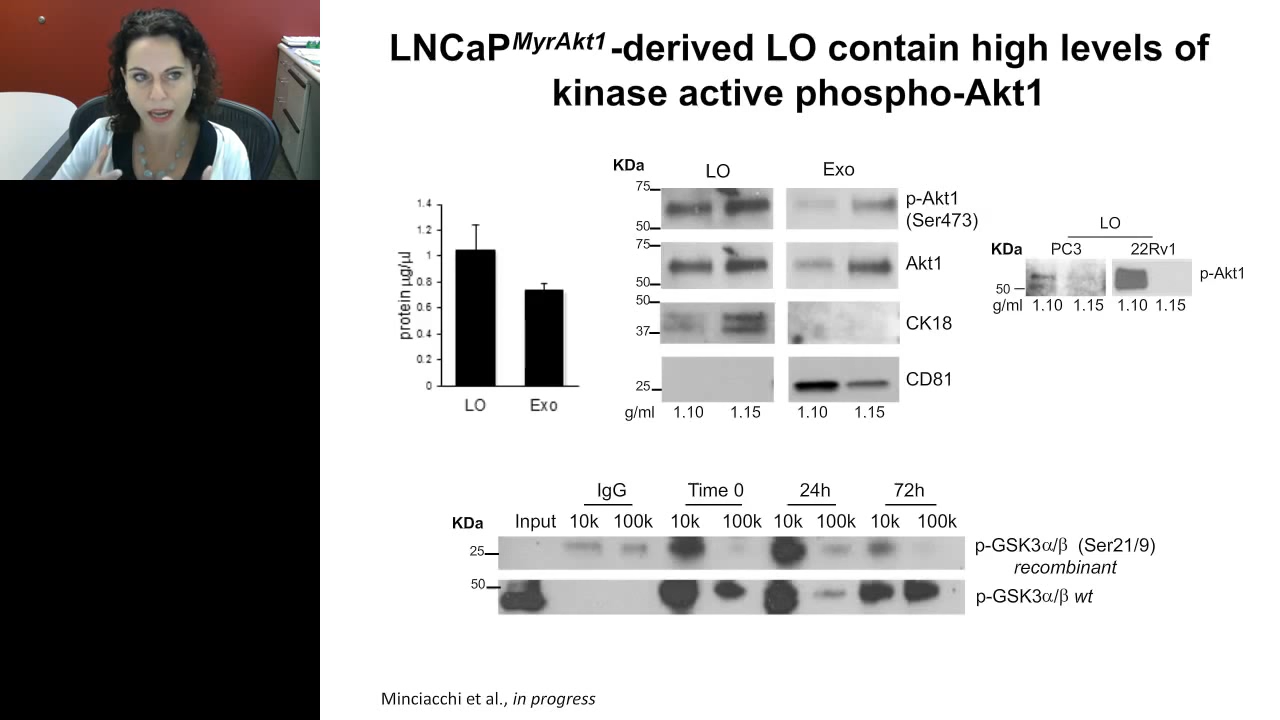 LNCaPMyrAkt1-derived LO contain high levels of
kinase active phospho-Akt1
1.4
1.2
1
0.8
0.6
0.4
0.2
0
protein µg/µl
LO Exo
KDa LO Exo
75
50
p-Akt1
(Ser473)
75
50
Akt1
50
37
CK18
25
CD81
g/ml 1.10 1.15 1.10 1.15
LO
KDa PC3 22Rv1
50
p-Akt1
g/ml 1.10 1.15 1.10 1.15
IgG Time 0 24h 72h
KDa Input 10k 100k 10k 100k 10k 100k 10k 100k
25
p-GSK3α/β (Ser21/9)
recombinant
50
p-GSK3α/β wt
Minciacchi et al., in progress